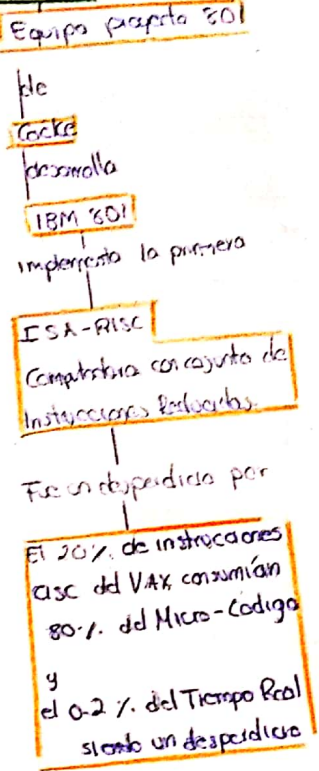 Equipo proyecto 801
de
Cocke
desarrolla
IBM 801
implementa la primera
ISA-RISC
Computadora con conjunto de
Instrucciones Reducidas.
Fue un desperdicio por
El 20% de instrucciones
CISC del VAX consumían
80% del Micro-Codigo
y
el 0-2 % del Tiempo Real
siendo un desperdicio